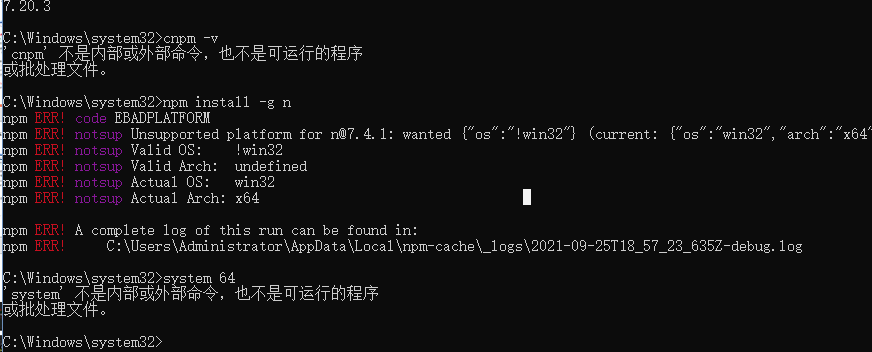 7.20.3
C:\Windows\system32>cnpm -v
'cnpm' 不是内部或外部命令，也不是可运行的程序
或批处理文件。
C:\Windows\system32>npm install -g n
npm ERR! code EBADPLATFORM
npm ERR! notsup Unsupported platform for n@7.4.1: wanted {"os":"!win32"} (current: {"os":"win32","arch":"x64"
npm ERR! notsup Valid OS:    !win32
npm ERR! notsup Valid Arch:  undefined
npm ERR! notsup Actual OS:   win32
npm ERR! notsup Actual Arch: x64
npm ERR! A complete log of this run can be found in:
npm ERR!     C:\Users\Administrator\AppData\Local\npm-cache\_logs\2021-09-25T18_57_23_635Z-debug.log
C:\Windows\system32>system 64
'system' 不是内部或外部命令，也不是可运行的程序
或批处理文件。
C:\Windows\system32>